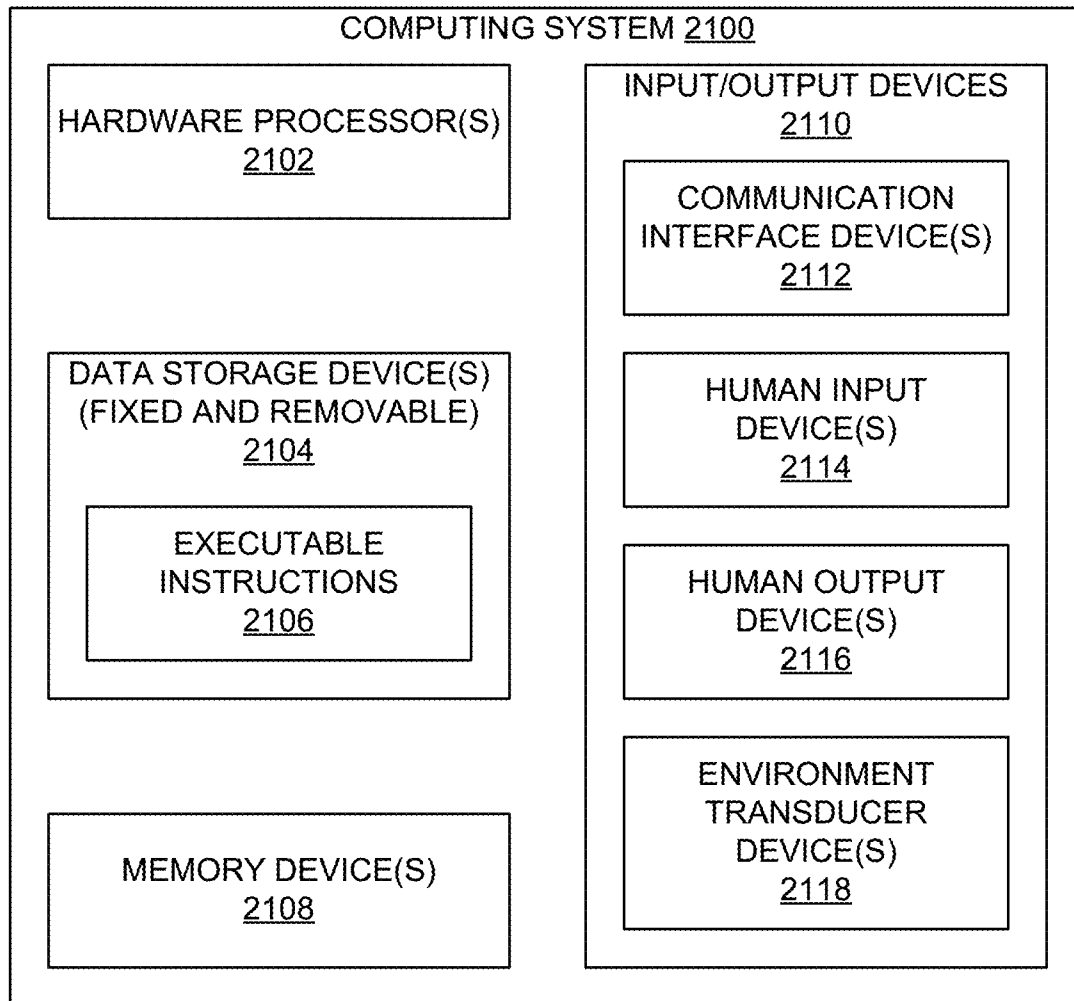 COMPUTING SYSTEM 2100
HARDWARE PROCESSOR(S)
2102
DATA STORAGE DEVICE(S)
(FIXED AND REMOVABLE)
2104
EXECUTABLE
INSTRUCTIONS
2106
MEMORY DEVICE(S)
2108
INPUT/OUTPUT DEVICES
2110
COMMUNICATION
INTERFACE DEVICE(S)
2112
HUMAN INPUT
DEVICE(S)
2114
HUMAN OUTPUT
DEVICE(S)
2116
ENVIRONMENT
TRANSDUCER
DEVICE(S)
2118